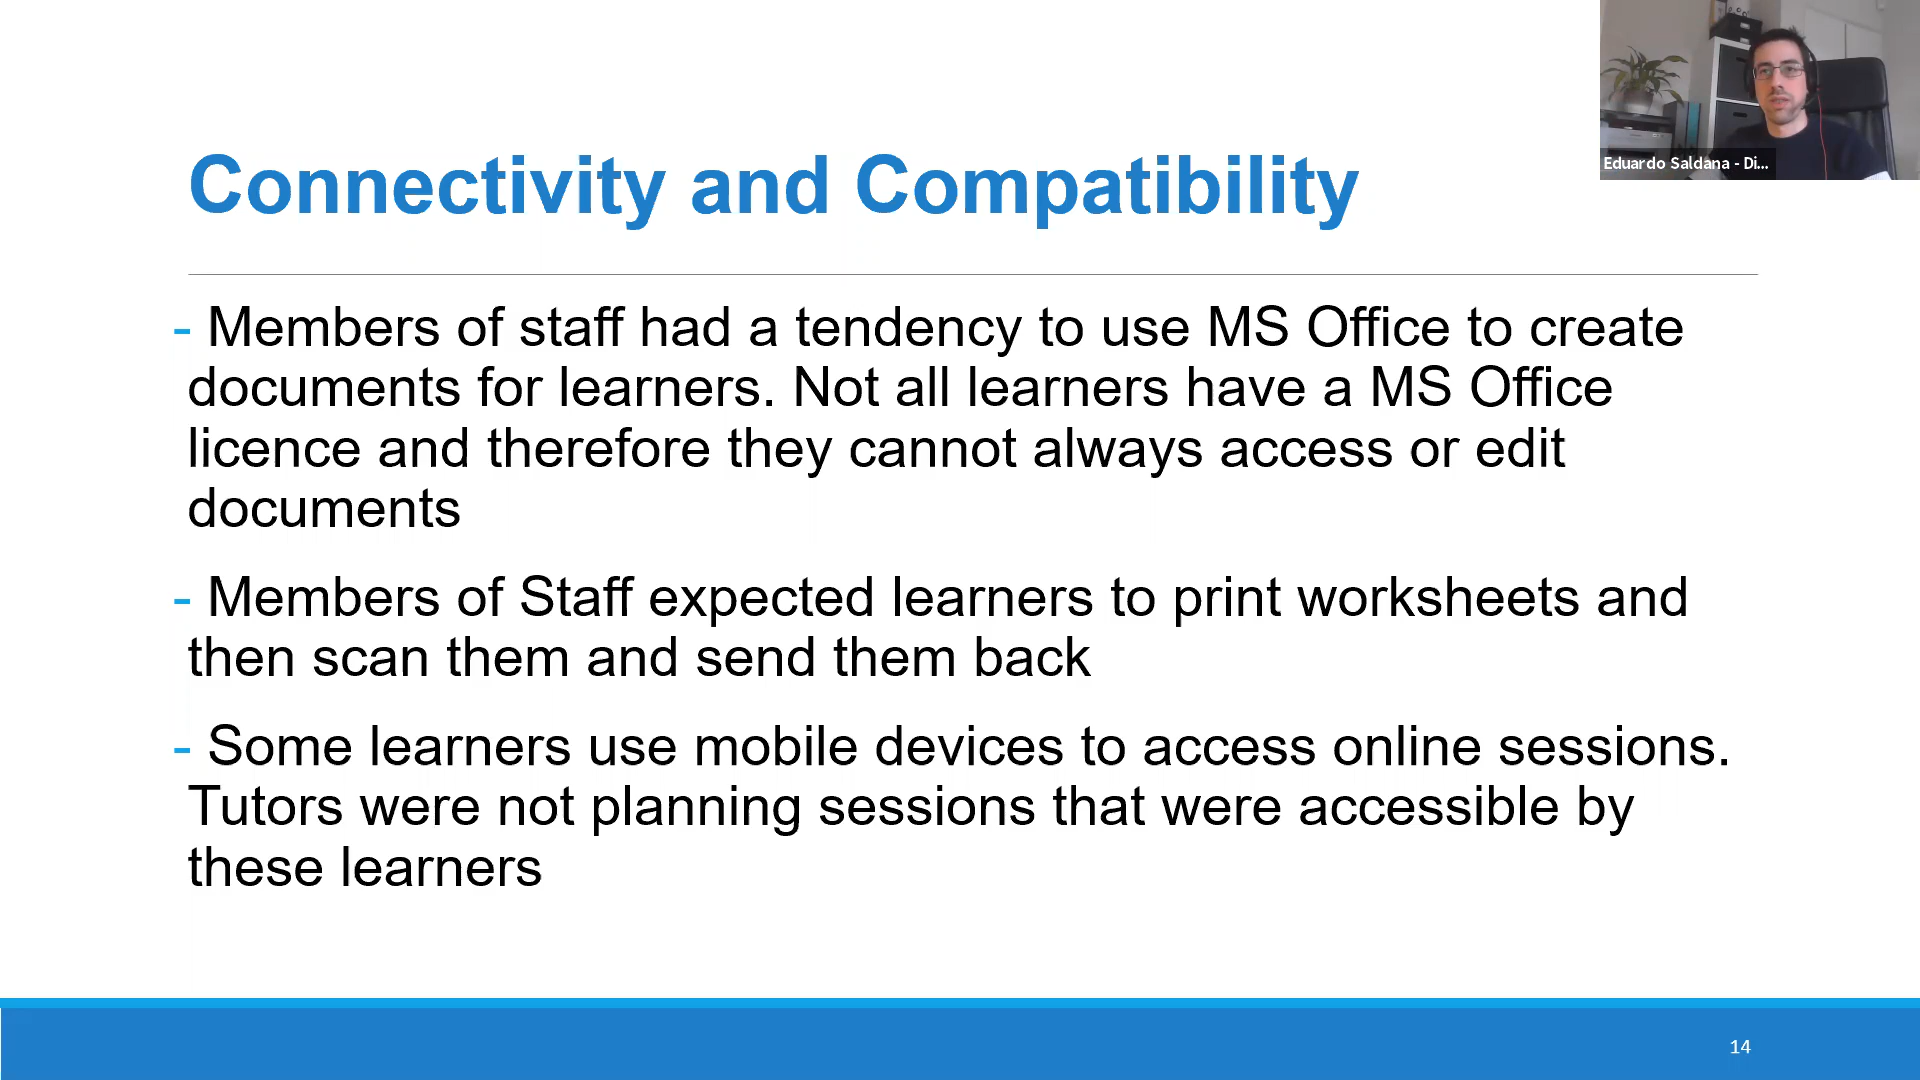 Eduardo Saldana - Di...
Connectivity and Compatibility
- Members of staff had a tendency to use MS Office to create
documents for learners. Not all learners have a MS Office
licence and therefore they cannot always access or edit
documents
- Members of Staff expected learners to print worksheets and
then scan them and send them back
- Some learners use mobile devices to access online sessions.
Tutors were not planning sessions that were accessible by
these learners
14